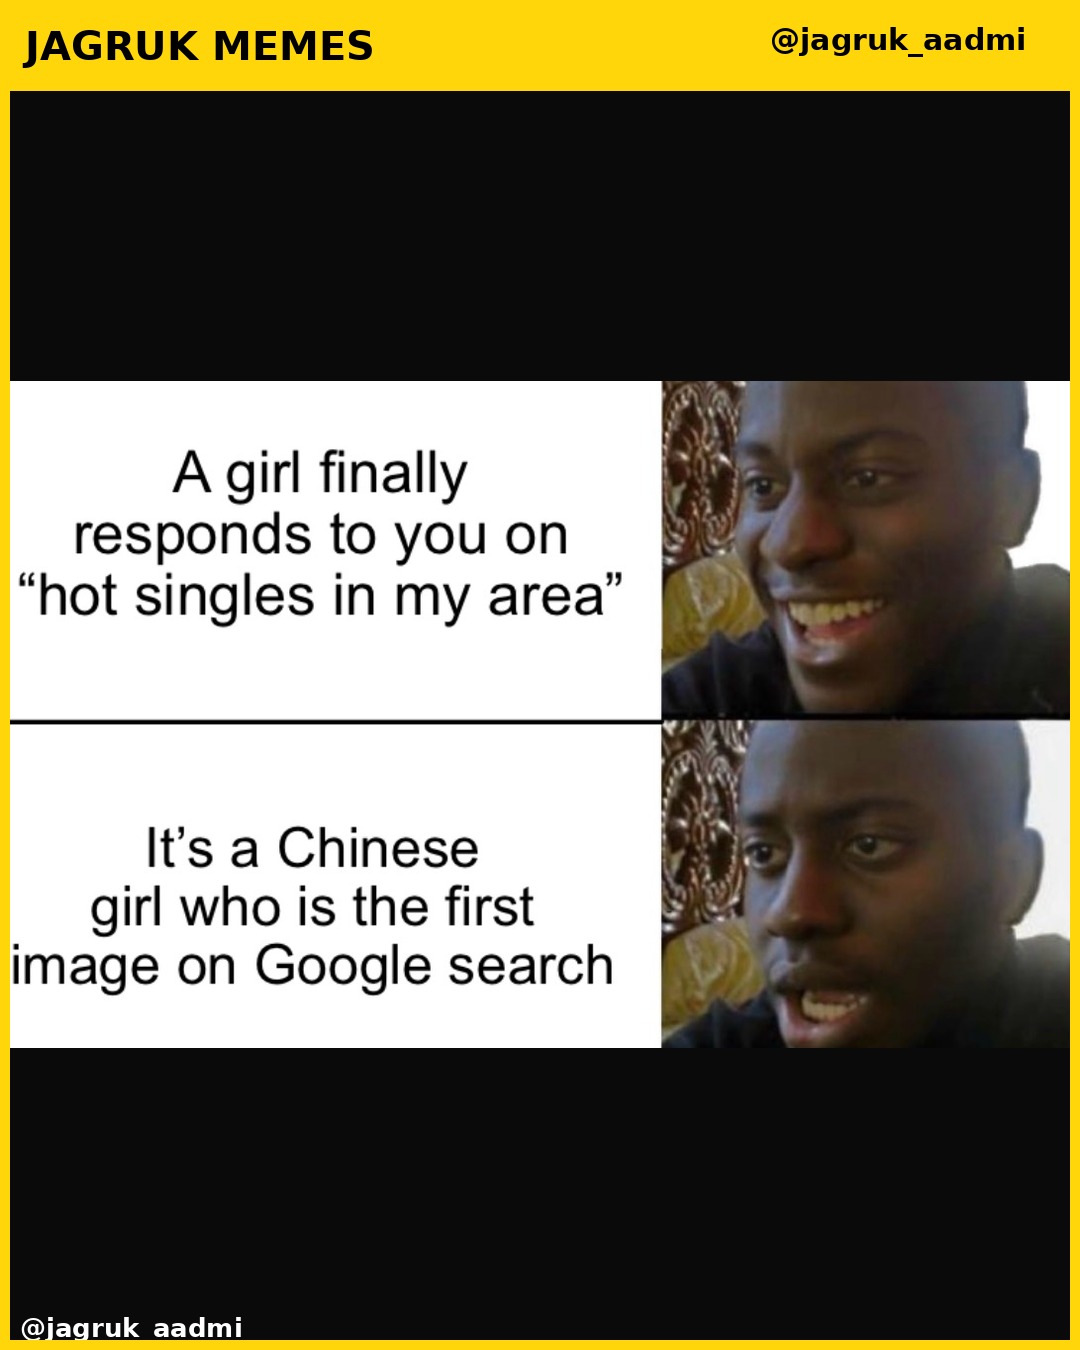 JAGRUK MEMES
@jagruk_aadmi
A girl finally
responds to you on
“hot singles in my area”
It’s a Chinese
girl who is the first
image on Google search
@jagruk_aadmi